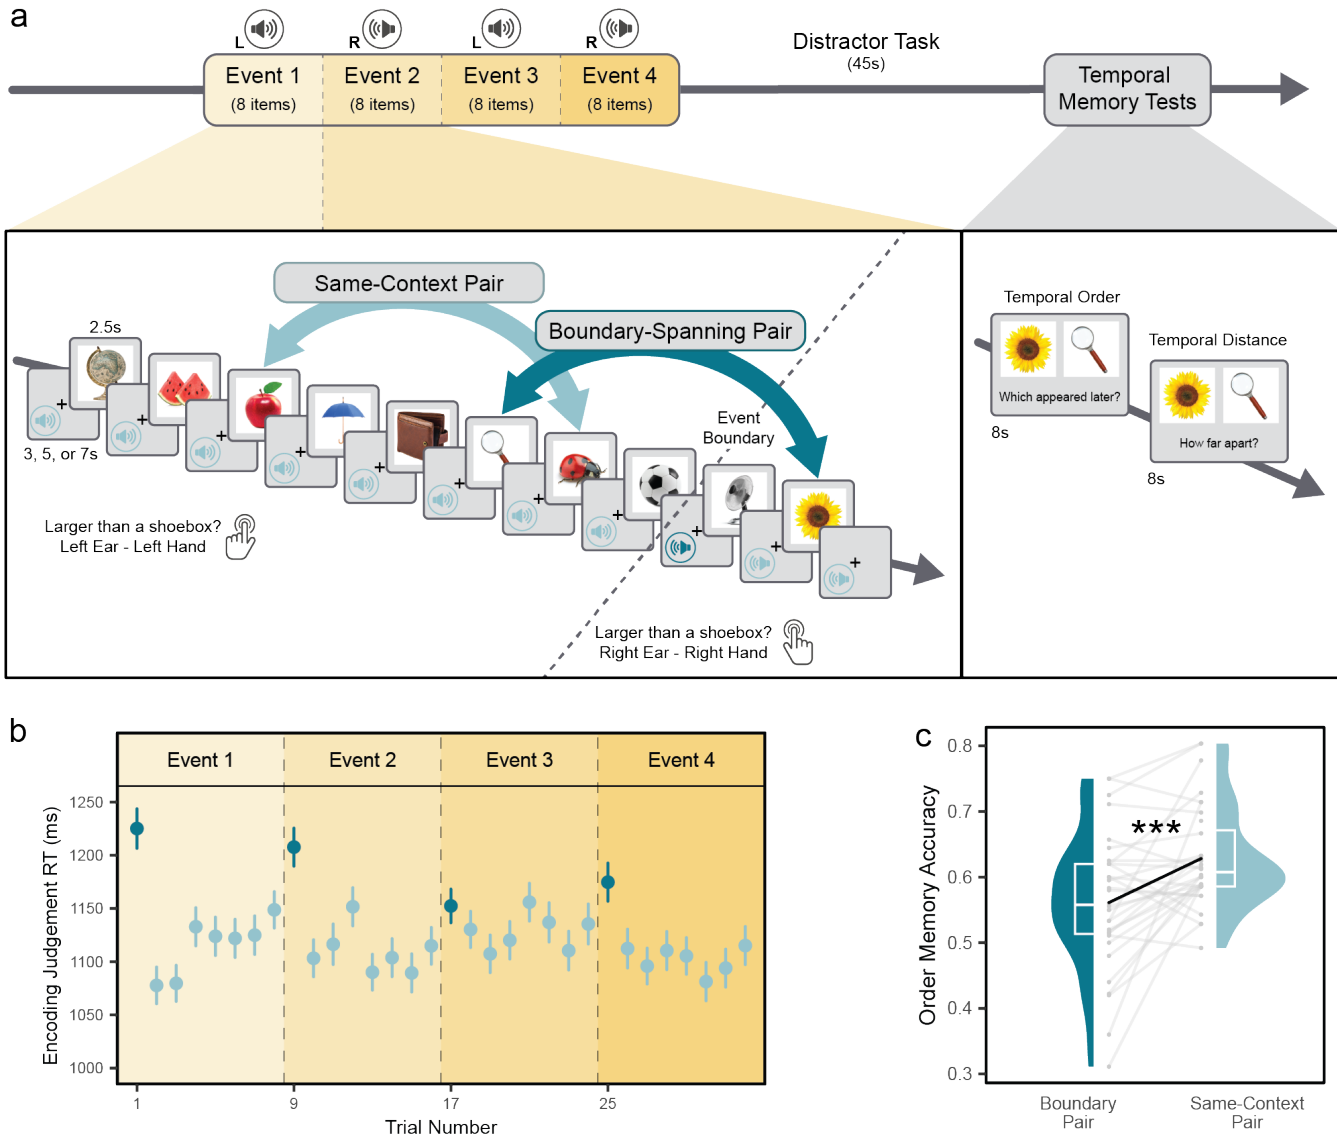 a
L
R
L
R
Event 1
(8 items)
Event 2
(8 items)
Event 3
(8 items)
Event 4
(8 items)
Distractor Task
(45s)
Temporal
Memory Tests
Same-Context Pair
Boundary-Spanning Pair
2.5s
3, 5, or 7s
Event
Boundary
Larger than a shoebox?
Left Ear - Left Hand
Larger than a shoebox?
Right Ear - Right Hand
Temporal Order
Which appeared later?
8s
Temporal Distance
How far apart?
8s
b
Event 1
Event 2
Event 3
Event 4
Encoding Judgement RT (ms)
1250
1200
1150
1100
1050
1000
1
9
17
25
Trial Number
c
Order Memory Accuracy
0.8
0.7
0.6
0.5
0.4
0.3
***
Boundary
Pair
Same-Context
Pair